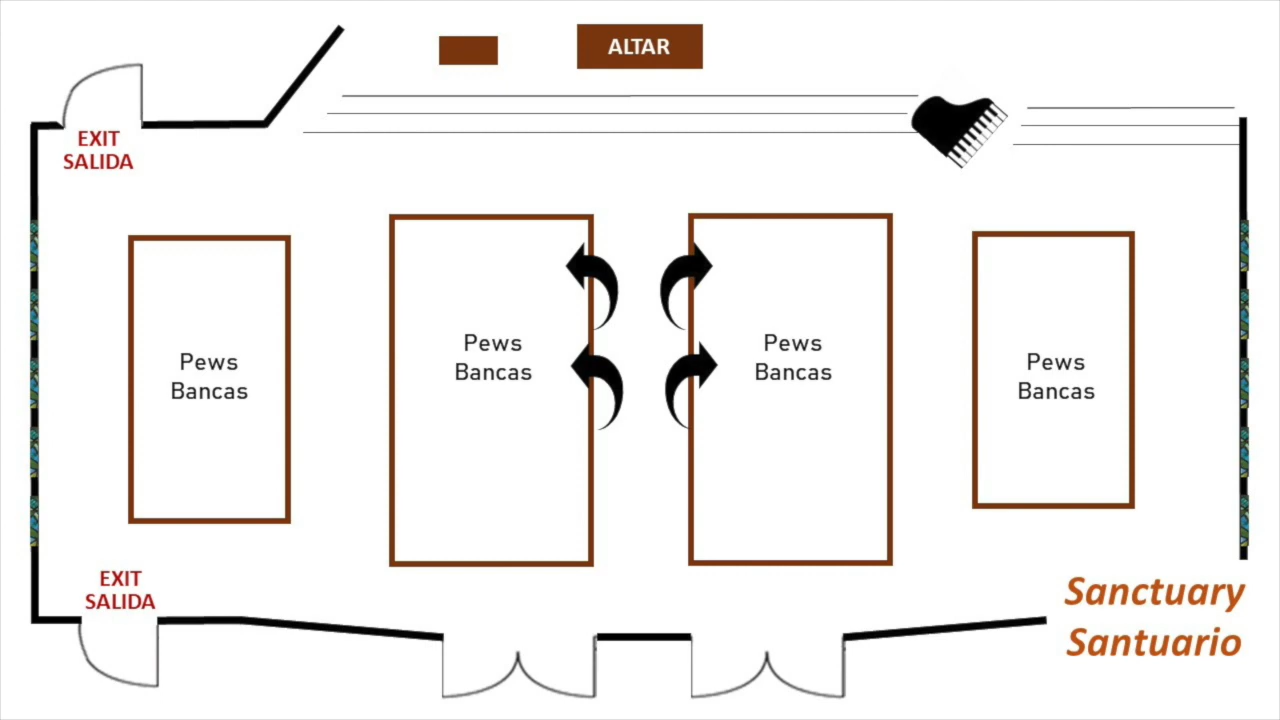 ALTAR
EXIT
SALIDA
Pews
Bancas
Pews
Bancas
Pews
Bancas
Pews
Bancas
EXIT
SALIDA
Sanctuary
Santuario